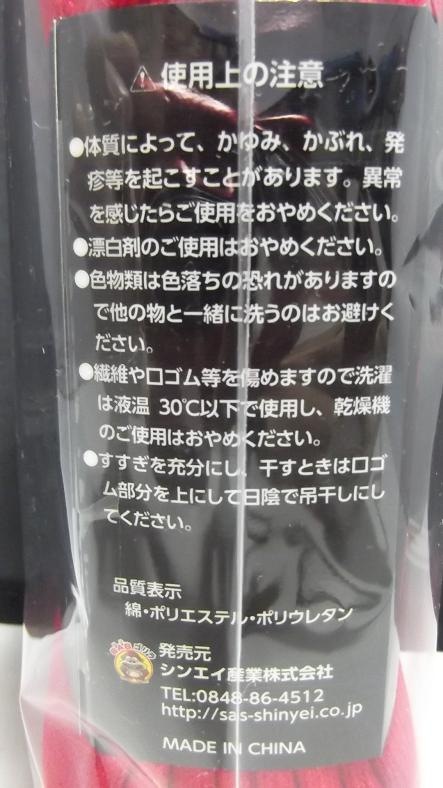 ⚠使用上の注意
●体質によって、かゆみ、かぶれ、発
疹等を起こすことがあります。異常
を感じたらご使用をおやめください。
●漂白剤のご使用はおやめください。
●色物類は色落ちの恐れがありますの
で他の物と一緒に洗うのはお避けく
ださい。
●繊維や口ゴム等を傷めますので洗濯
は液温 30℃以下で使用し、乾燥機
のご使用はおやめください。
●すすぎを充分にし、干すときは口ゴ
ム部分を上にして日陰で吊干しにし
てください。
品質表示
綿・ポリエステル・ポリウレタン
発売元
シンエイ産業株式会社
TEL:0848-86-4512
http://sas-shinyei.co.jp
MADE IN CHINA